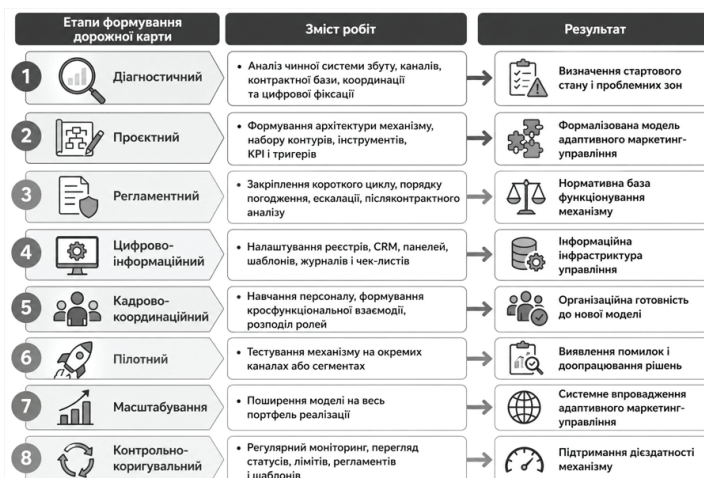 Етапи формування
дорожної карти
Зміст робіт
Результат
1
Діагностичний
• Аналіз чинної системи збуту, каналів,
контрактної бази, координації
та цифрової фіксації
Визначення стартового
стану і проблемних зон
2
Проєктний
• Формування архітектури механізму,
набору контурів, інструментів,
KPI і тригерів
Формалізована модель
адаптивного маркетинг-
управління
3
Регламентний
• Закріплення короткого циклу, порядку
погодження, ескалації, післяконтрактного
аналізу
Нормативна база
функціонування
механізму
4
Цифрово-
інформаційний
• Налаштування реєстрів, CRM, панелей,
шаблонів, журналів і чек-листів
Інформаційна
інфраструктура
управління
5
Кадрово-
координаційний
• Навчання персоналу, формування
кросфункціональної взаємодії,
розподіл ролей
Організаційна готовність
до нової моделі
6
Пілотний
• Тестування механізму на окремих
каналах або сегментах
Виявлення помилок і
доопрацювання рішень
7
Масштабування
• Поширення моделі на весь
портфель реалізації
Системне впровадження
адаптивного маркетинг-
управління
8
Контрольно-
коригувальний
• Регулярний моніторинг, перегляд
статусів, лімітів, регламентів
і шаблонів
Підтримання дієздатності
механізму